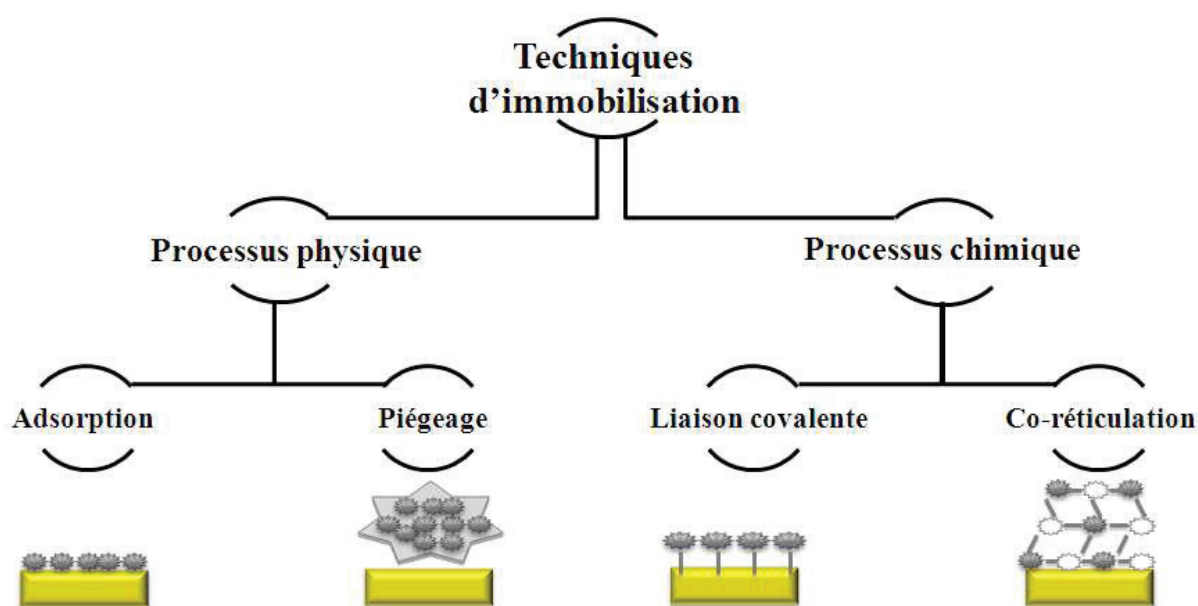 Techniques
d’immobilisation
Processus physique
Processus chimique
Adsorption
Piégeage
Liaison covalente
Co-réticulation